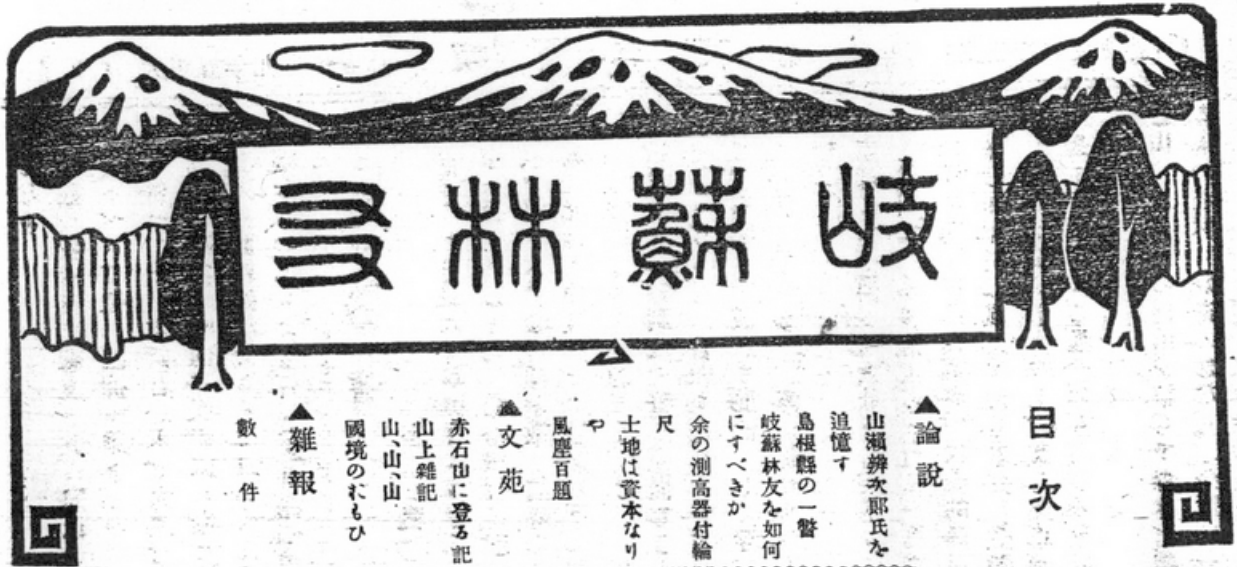 岐蘇林友
目次
▲論說
山瀨辨次郞氏を
追憶す
島根縣の一瞥
岐蘇林友を如何
にすべきか
余の測高器付輪
尺
士地は資本なり
や
風塵百題
▲文苑
赤石山に登る記
山上雜記
山、山、山
國境のおもひ
▲雜報
數件